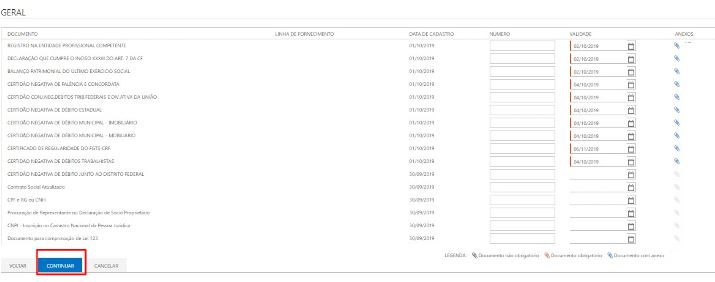 GERAL
DOCUMENTO LINHA DE FORNECIMENTO DATA DE CADASTRO NÚMERO VALIDADE ANEXOS
REGISTRO NA ENTIDADE PROFISSIONAL COMPETENTE 01/10/2019 02/10/2019
DECLARAÇÃO QUE CUMPRE O INCISO XXXIII DO ART. 7 DA CF 01/10/2019 02/10/2019
BALANÇO PATRIMONIAL DO ULTIMO EXERCICIO SOCIAL 01/10/2019 02/10/2019
CERTIDÃO NEGATIVA DE FALÊNCIA E CONCORDATA 01/10/2019 04/10/2019
CERTIDÃO CONJ.NEG.DEBITOS TRIB.FEDERAIS E DIV. ATIVA DA UNIÃO 01/10/2019 04/10/2019
CERTIDÃO NEGATIVA DE DÉBITO ESTADUAL 01/10/2019 04/10/2019
CERTIDÃO NEGATIVA DE DÉBITO MUNICIPAL - IMOBILIÁRIO 01/10/2019 04/10/2019
CERTIDÃO NEGATIVA DE DÉBITO MUNICIPAL - MOBILIARIO 01/10/2019 04/10/2019
CERTIFICADO DE REGULARIDADE DO FGTS-CRF 01/10/2019 06/11/2019
CERTIDAO NEGATIVA DE DÉBITOS TRABALHISTAS 01/10/2019 04/10/2019
CERTIDÃO NEGATIVA DE DÉBITO JUNTO AO DISTRITO FEDERAL 30/09/2019
Contrato Social Atualizado 30/09/2019
CPF e RG ou CNH 30/09/2019
Procuração de Representante ou Declaração de Socio Proprietario 30/09/2019
CNPJ - Inscrição no Cadastro Nacional da Pessoa Jurídica 30/09/2019
Documento para comprovação da Lei 123 30/09/2019
LEGENDA: Documento não obrigatório Documento obrigatório Documento com anexo
VOLTAR CONTINUAR CANCELAR